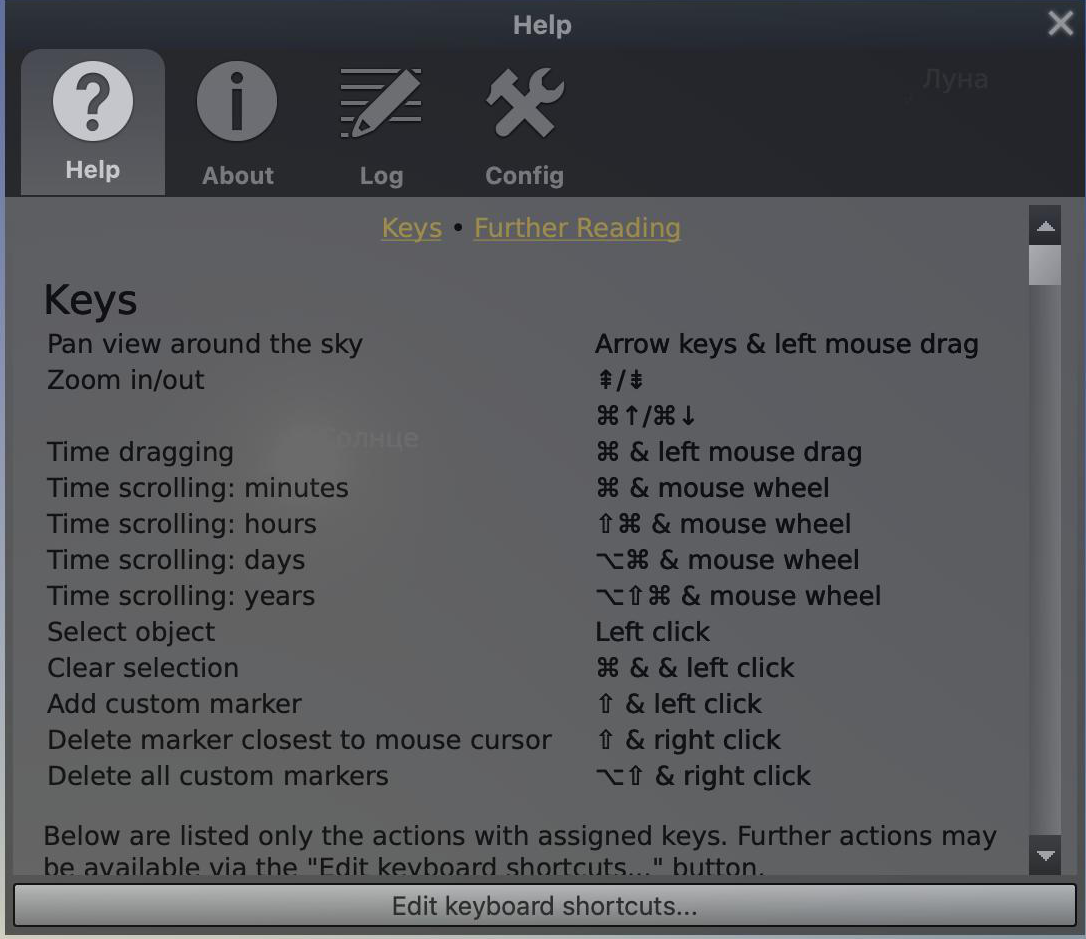 Help
Луна
Help
About
Log
Config
Keys • Further Reading
Keys
Pan view around the sky Arrow keys & left mouse drag
Zoom in/out ⇞/⇟
⌘↑/⌘↓
Солнце
Time dragging ⌘ & left mouse drag
Time scrolling: minutes ⌘ & mouse wheel
Time scrolling: hours ⇧⌘ & mouse wheel
Time scrolling: days ⌥⌘ & mouse wheel
Time scrolling: years ⌥⇧⌘ & mouse wheel
Select object Left click
Clear selection ⌘ & & left click
Add custom marker ⇧ & left click
Delete marker closest to mouse cursor ⇧ & right click
Delete all custom markers ⌥⇧ & right click
Below are listed only the actions with assigned keys. Further actions may
be available via the "Edit keyboard shortcuts..." button.
Edit keyboard shortcuts...